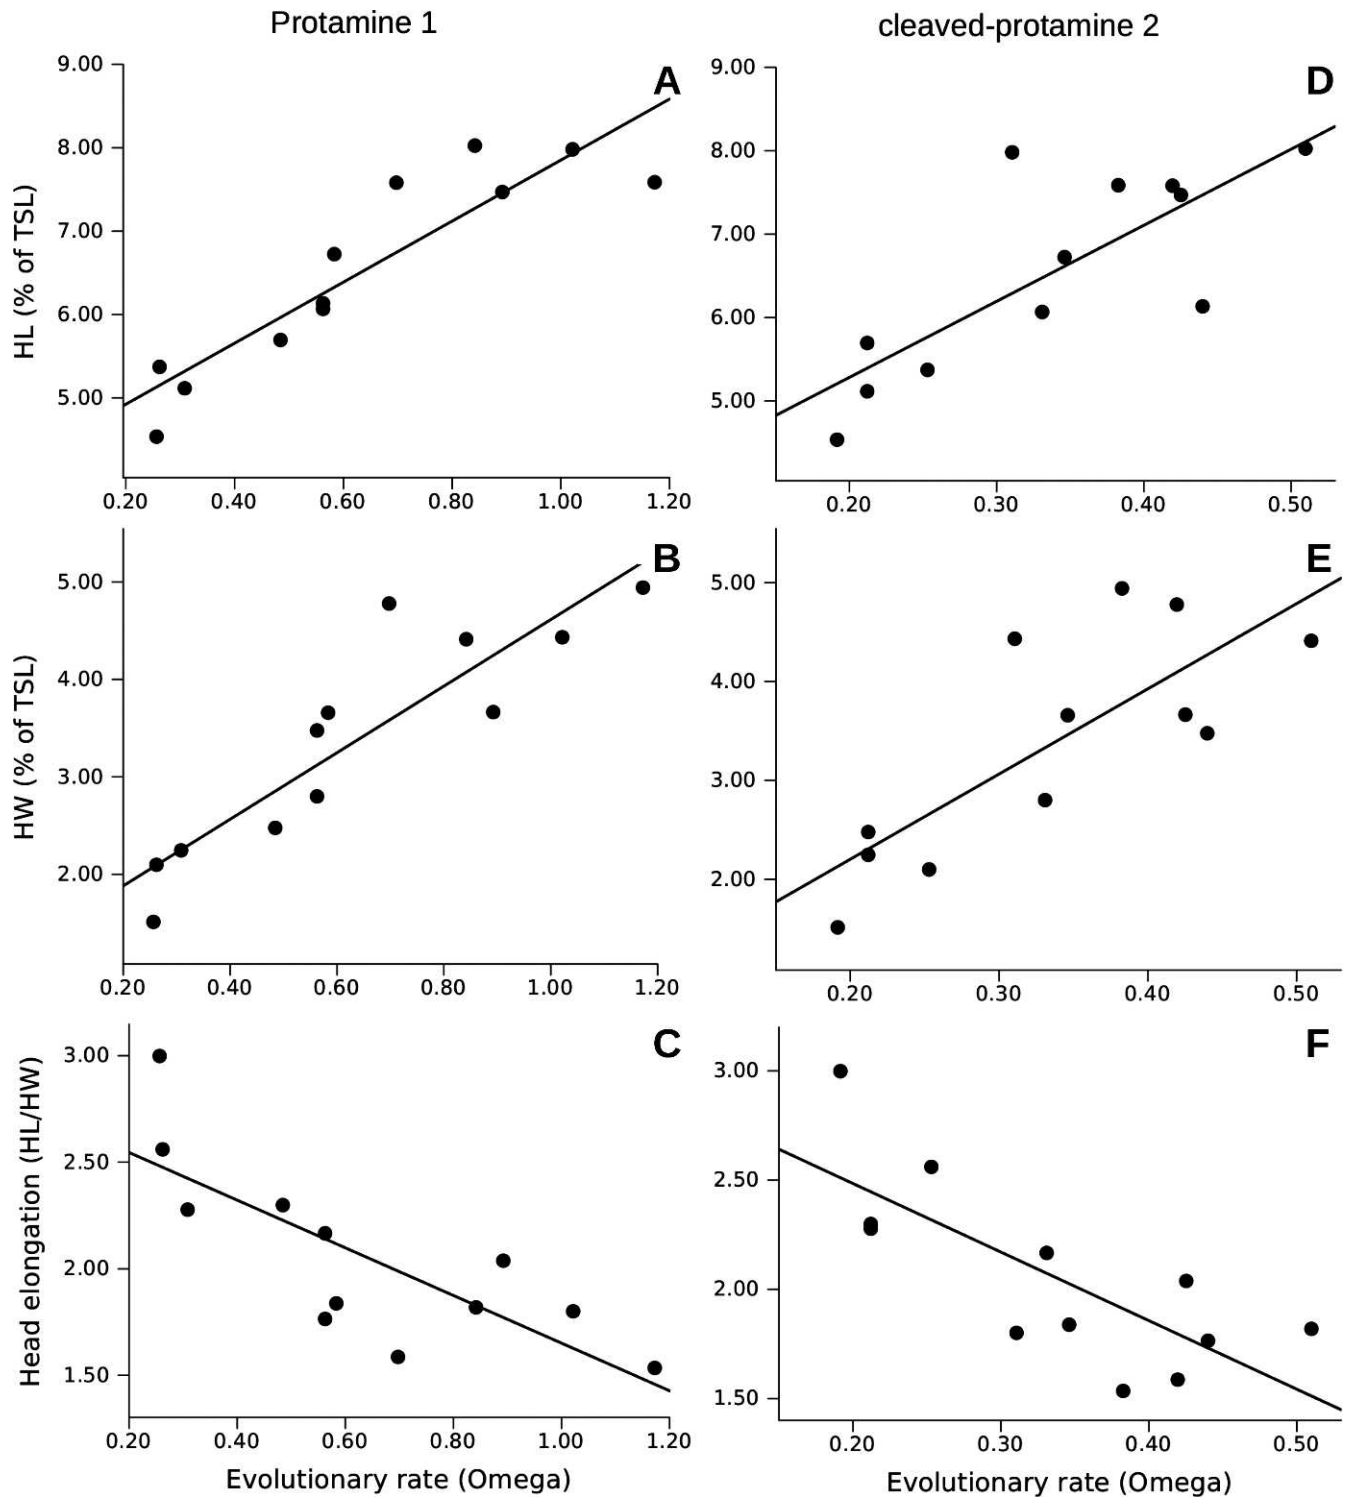 Protamine 1
cleaved-protamine 2
A
HL (% of TSL)
9.00
8.00
7.00
6.00
5.00
0.20 0.40 0.60 0.80 1.00 1.20
D
9.00
8.00
7.00
6.00
5.00
0.20 0.30 0.40 0.50
B
HW (% of TSL)
5.00
4.00
3.00
2.00
0.20 0.40 0.60 0.80 1.00 1.20
E
5.00
4.00
3.00
2.00
0.20 0.30 0.40 0.50
C
Head elongation (HL/HW)
3.00
2.50
2.00
1.50
0.20 0.40 0.60 0.80 1.00 1.20
Evolutionary rate (Omega)
F
3.00
2.50
2.00
1.50
0.20 0.30 0.40 0.50
Evolutionary rate (Omega)